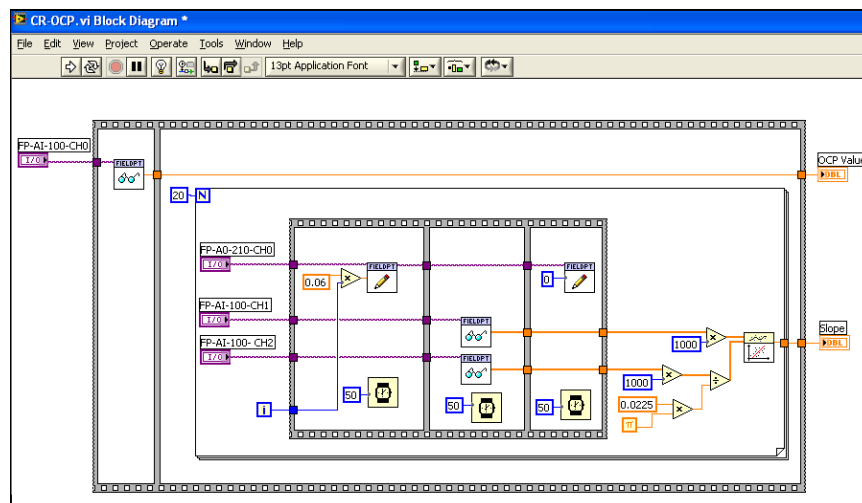 CR-OCP.vi Block Diagram *
File Edit View Project Operate Tools Window Help
13pt Application Font
FP-AI-100-CH0
I/O
FIELDPT
OCP Value
DBL
20 N
FP-A0-210-CH0
I/O
FIELDPT
FIELDPT
0.06
0
FP-AI-100-CH1
I/O
FIELDPT
1000
Slope
DBL
FP-AI-100- CH2
I/O
FIELDPT
1000
50
50
50
0.0225
i
π